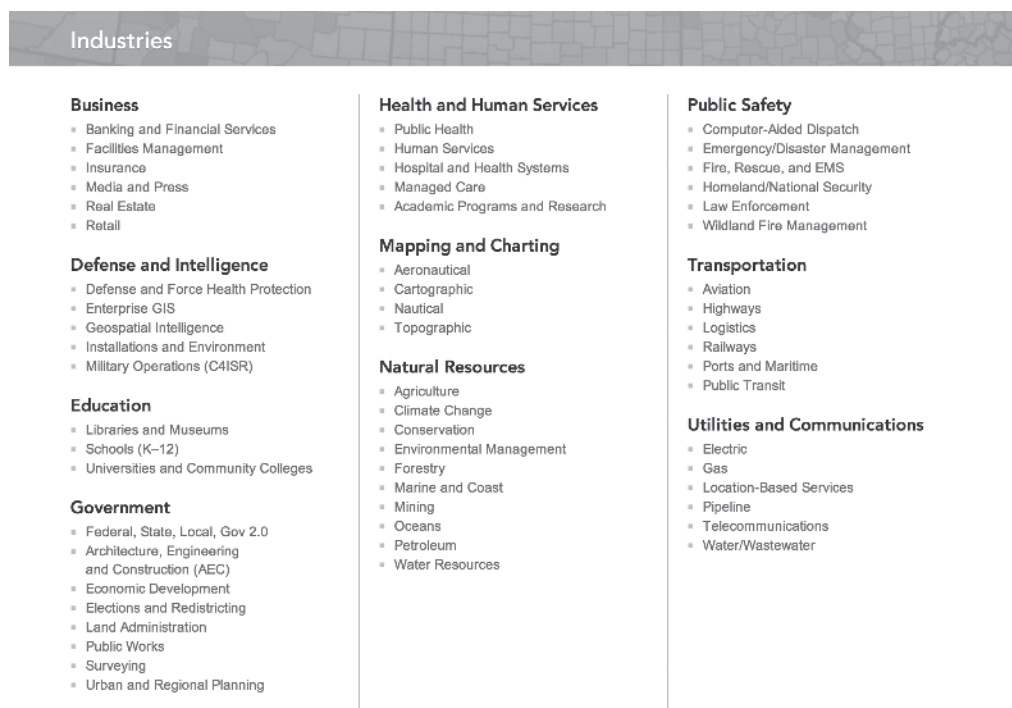 Industries
Business
▪ Banking and Financial Services
▪ Facilities Management
▪ Insurance
▪ Media and Press
▪ Real Estate
▪ Retail
Defense and Intelligence
▪ Defense and Force Health Protection
▪ Enterprise GIS
▪ Geospatial Intelligence
▪ Installations and Environment
▪ Military Operations (C4ISR)
Education
▪ Libraries and Museums
▪ Schools (K–12)
▪ Universities and Community Colleges
Government
▪ Federal, State, Local, Gov 2.0
▪ Architecture, Engineering
and Construction (AEC)
▪ Economic Development
▪ Elections and Redistricting
▪ Land Administration
▪ Public Works
▪ Surveying
▪ Urban and Regional Planning
Health and Human Services
▪ Public Health
▪ Human Services
▪ Hospital and Health Systems
▪ Managed Care
▪ Academic Programs and Research
Mapping and Charting
▪ Aeronautical
▪ Cartographic
▪ Nautical
▪ Topographic
Natural Resources
▪ Agriculture
▪ Climate Change
▪ Conservation
▪ Environmental Management
▪ Forestry
▪ Marine and Coast
▪ Mining
▪ Oceans
▪ Petroleum
▪ Water Resources
Public Safety
▪ Computer-Aided Dispatch
▪ Emergency/Disaster Management
▪ Fire, Rescue, and EMS
▪ Homeland/National Security
▪ Law Enforcement
▪ Wildland Fire Management
Transportation
▪ Aviation
▪ Highways
▪ Logistics
▪ Railways
▪ Ports and Maritime
▪ Public Transit
Utilities and Communications
▪ Electric
▪ Gas
▪ Location-Based Services
▪ Pipeline
▪ Telecommunications
▪ Water/Wastewater